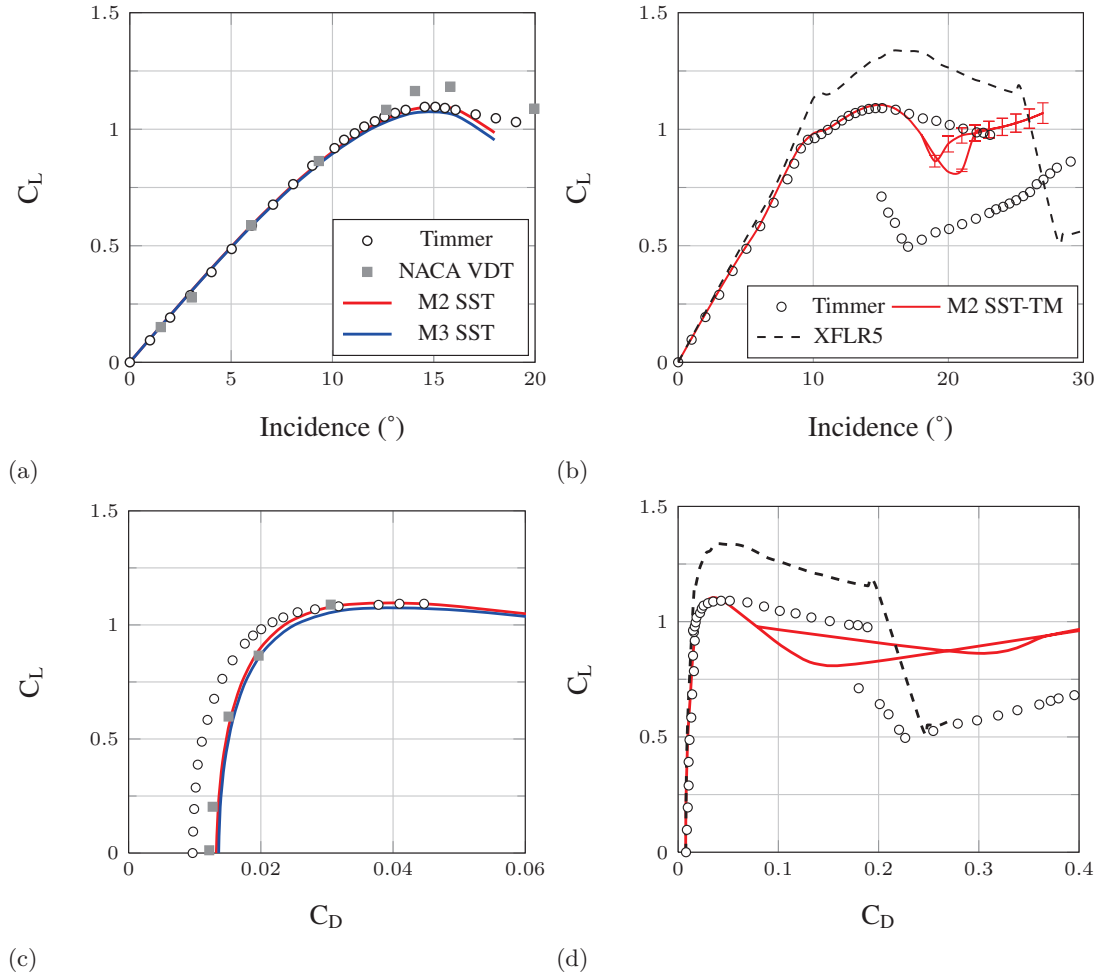 1.5
1
0.5
0
C_L
0 5 10 15 20
Incidence (°)
Timmer
NACA VDT
M2 SST
M3 SST
(a)
1.5
1
0.5
0
C_L
0 10 20 30
Incidence (°)
Timmer M2 SST-TM
XFLR5
(b)
1.5
1
0.5
0
C_L
0 0.02 0.04 0.06
C_D
(c)
1.5
1
0.5
0
C_L
0 0.1 0.2 0.3 0.4
C_D
(d)